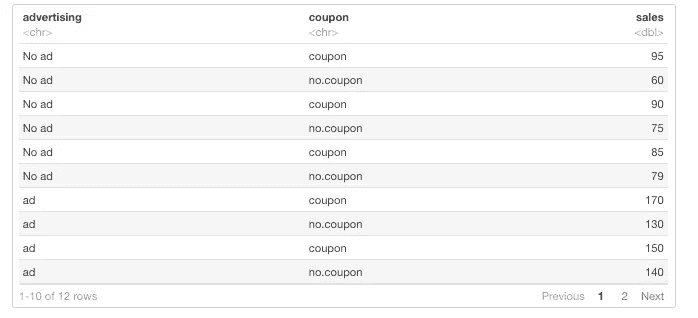 advertising coupon sales
<chr> <chr> <dbl>
No ad coupon 95
No ad no.coupon 60
No ad coupon 90
No ad no.coupon 75
No ad coupon 85
No ad no.coupon 79
ad coupon 170
ad no.coupon 130
ad coupon 150
ad no.coupon 140
1-10 of 12 rows Previous 1 2 Next